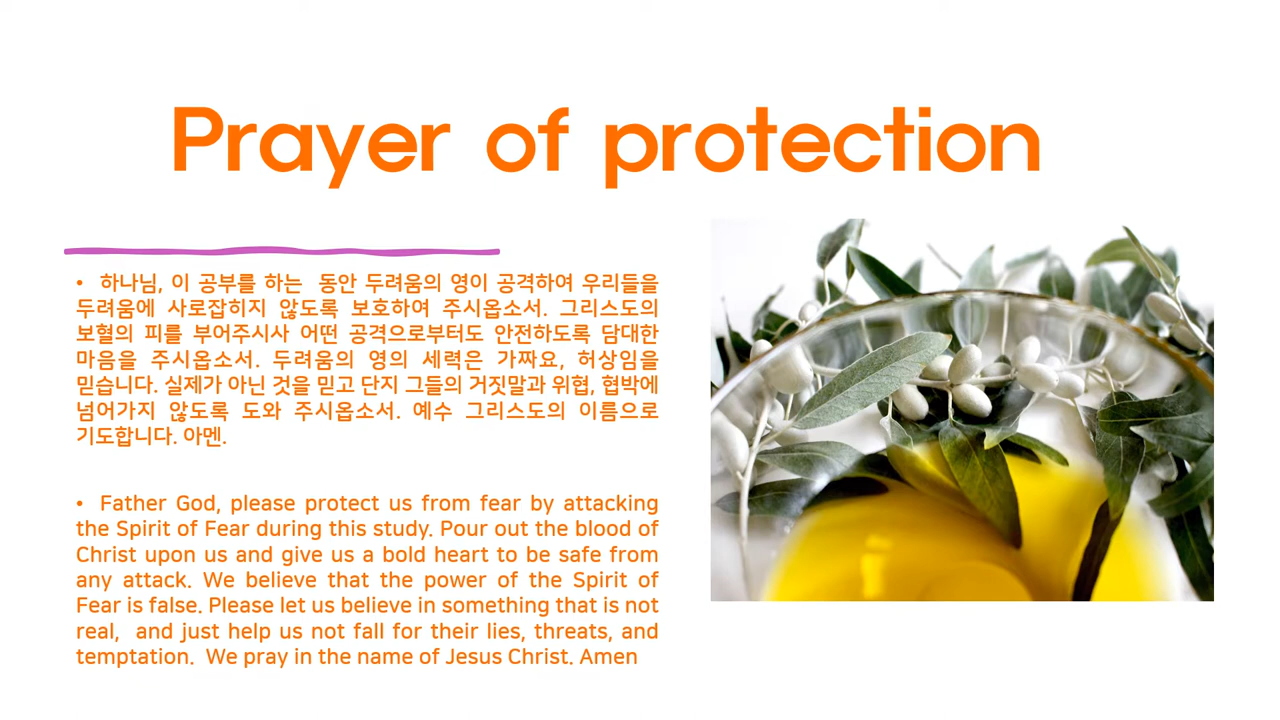 Prayer of protection
• 하나님, 이 공부를 하는 동안 두려움의 영이 공격하여 우리들을
두려움에 사로잡히지 않도록 보호하여 주시옵소서. 그리스도의
보혈의 피를 부어주시사 어떤 공격으로부터도 안전하도록 담대한
마음을 주시옵소서. 두려움의 영의 세력은 가짜요, 허상임을
믿습니다. 실제가 아닌 것을 믿고 단지 그들의 거짓말과 위협, 협박에
넘어가지 않도록 도와 주시옵소서. 예수 그리스도의 이름으로
기도합니다. 아멘.
• Father God, please protect us from fear by attacking
the Spirit of Fear during this study. Pour out the blood of
Christ upon us and give us a bold heart to be safe from
any attack. We believe that the power of the Spirit of
Fear is false. Please let us believe in something that is not
real, and just help us not fall for their lies, threats, and
temptation. We pray in the name of Jesus Christ. Amen